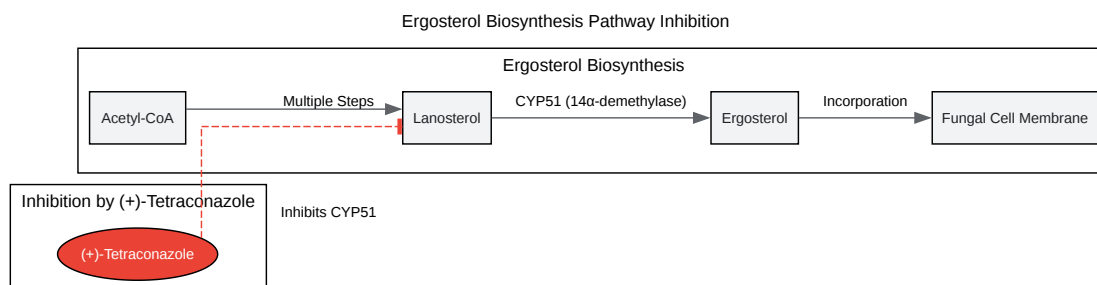 Ergosterol Biosynthesis Pathway Inhibition
Ergosterol Biosynthesis
Acetyl-CoA
Multiple Steps
Lanosterol
CYP51 (14α-demethylase)
Ergosterol
Incorporation
Fungal Cell Membrane
Inhibition by (+)-Tetraconazole
Inhibits CYP51
(+)-Tetraconazole